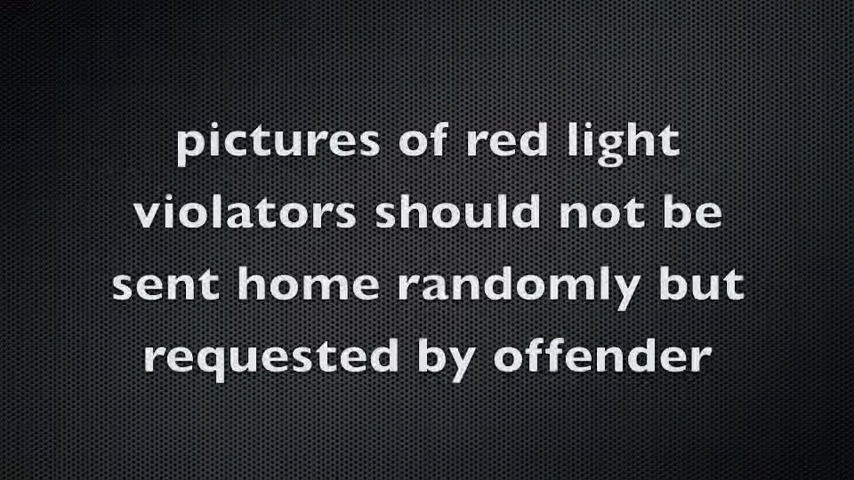 pictures of red light
violators should not be
sent home randomly but
requested by offender